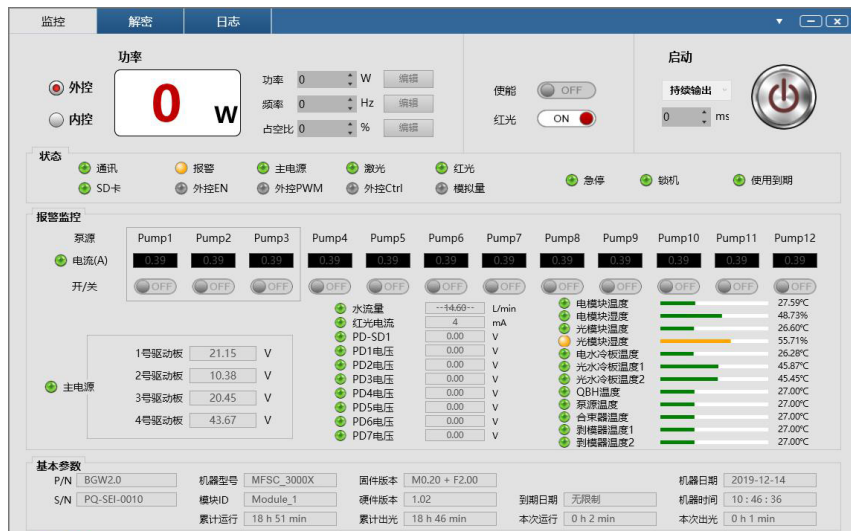 监控 解密 日志
功率 启动
外控 0 W 功率 0 W 编辑 使能 OFF 持续输出
频率 0 Hz 编辑
内控 占空比 0 % 编辑 红光 ON 0 ms
状态
通讯 报警 主电源 激光 红光 急停 锁机 使用到期
SD卡 外控EN 外控PWM 外控Ctrl 模拟量
报警监控
泵源 Pump1 Pump2 Pump3 Pump4 Pump5 Pump6 Pump7 Pump8 Pump9 Pump10 Pump11 Pump12
电流(A) 0.39 0.39 0.39 0.39 0.39 0.39 0.39 0.39 0.39 0.39 0.39 0.39
开/关 OFF OFF OFF OFF OFF OFF OFF OFF OFF OFF OFF OFF
主电源
1号驱动板 21.15 V
2号驱动板 10.38 V
3号驱动板 20.45 V
4号驱动板 43.67 V
水流量 --14.60-- L/min
红光电流 4 mA
PD-SD1 0.00 V
PD1电压 0.00 V
PD2电压 0.00 V
PD3电压 0.00 V
PD4电压 0.00 V
PD5电压 0.00 V
PD6电压 0.00 V
PD7电压 0.00 V
电模块温度 27.59℃
电模块湿度 48.73%
光模块温度 26.60℃
光模块湿度 55.71%
电水冷板温度 26.28℃
光水冷板温度1 45.87℃
光水冷板温度2 45.45℃
QBH温度 27.00℃
泵源温度 27.00℃
合束器温度 27.00℃
剥模器温度1 27.00℃
剥模器温度2 27.00℃
基本参数
P/N BGW2.0 机器型号 MFSC_3000X 固件版本 M0.20 + F2.00 机器日期 2019-12-14
S/N PQ-SEI-0010 模块ID Module_1 硬件版本 1.02 到期日期 无限制 机器时间 10 : 46 : 36
累计运行 18 h 51 min 累计出光 18 h 46 min 本次运行 0 h 2 min 本次出光 0 h 1 min